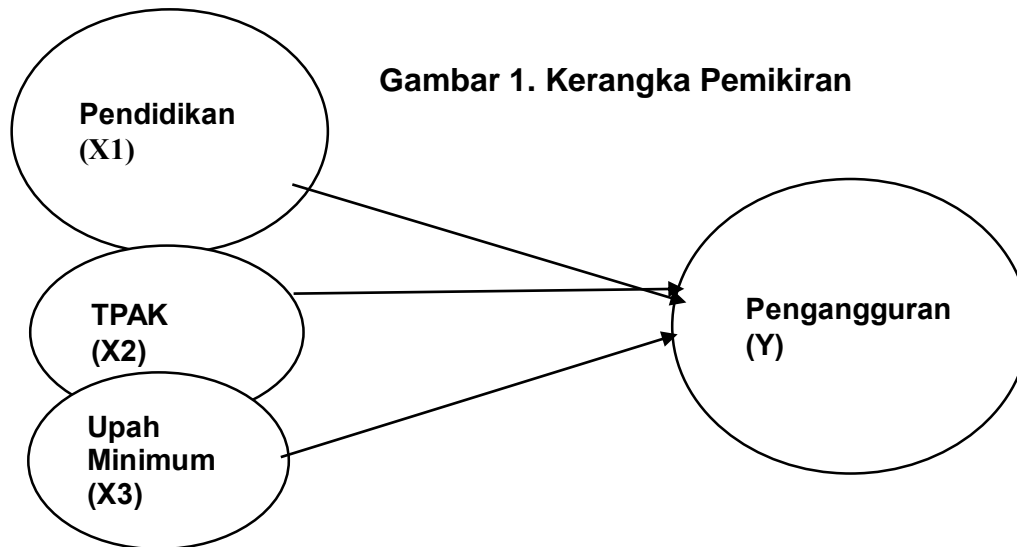 Gambar 1. Kerangka Pemikiran
Pendidikan
(X1)
TPAK
(X2)
Upah
Minimum
(X3)
Pengangguran
(Y)